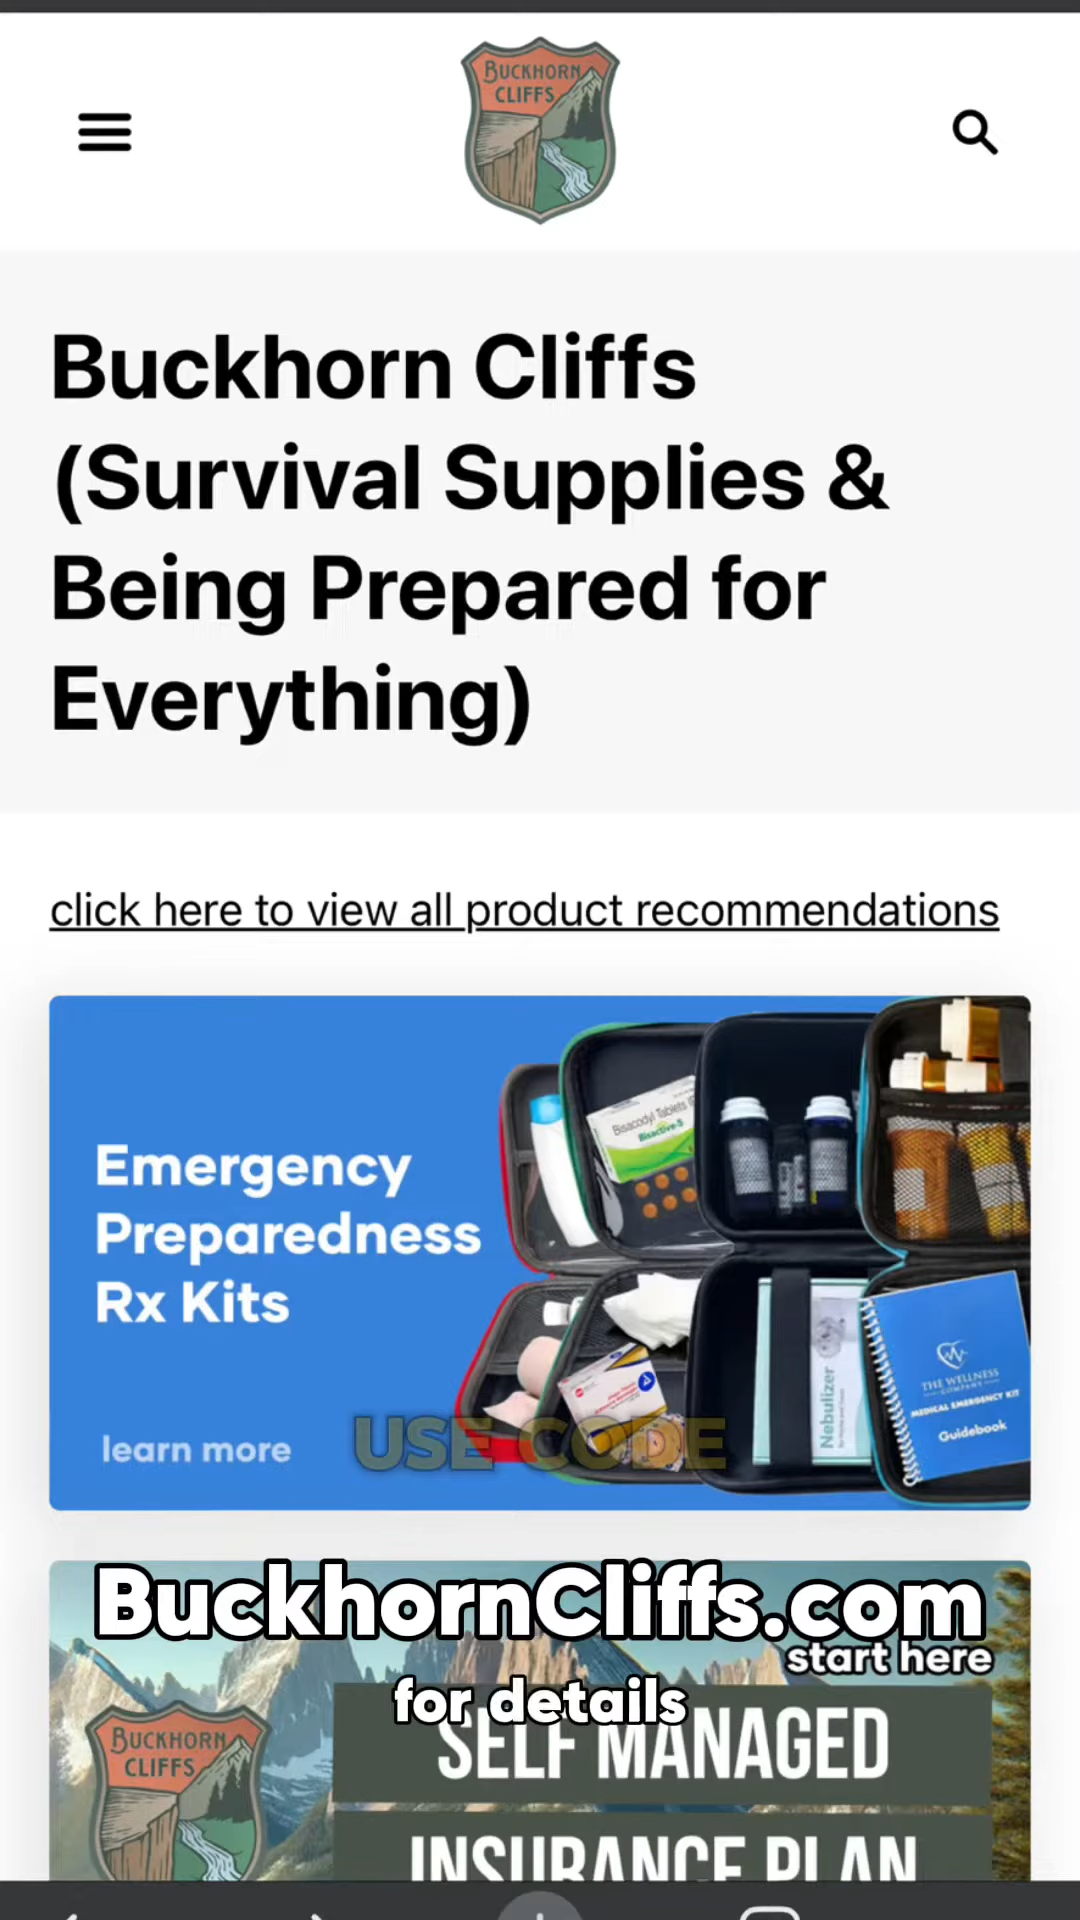 BUCKHORN
CLIFFS
Buckhorn Cliffs
(Survival Supplies &
Being Prepared for
Everything)
click here to view all product recommendations
Emergency
Preparedness
Rx Kits
learn more
Bisacodyl Tablets
Bisactive-5
Nebulizer
THE WELLNESS
COMPANY
MEDICAL EMERGENCY KIT
Guidebook
USE CODE
BuckhornCliffs.com
start here
for details
BUCKHORN
CLIFFS
SELF MANAGED
INSURANCE PLAN